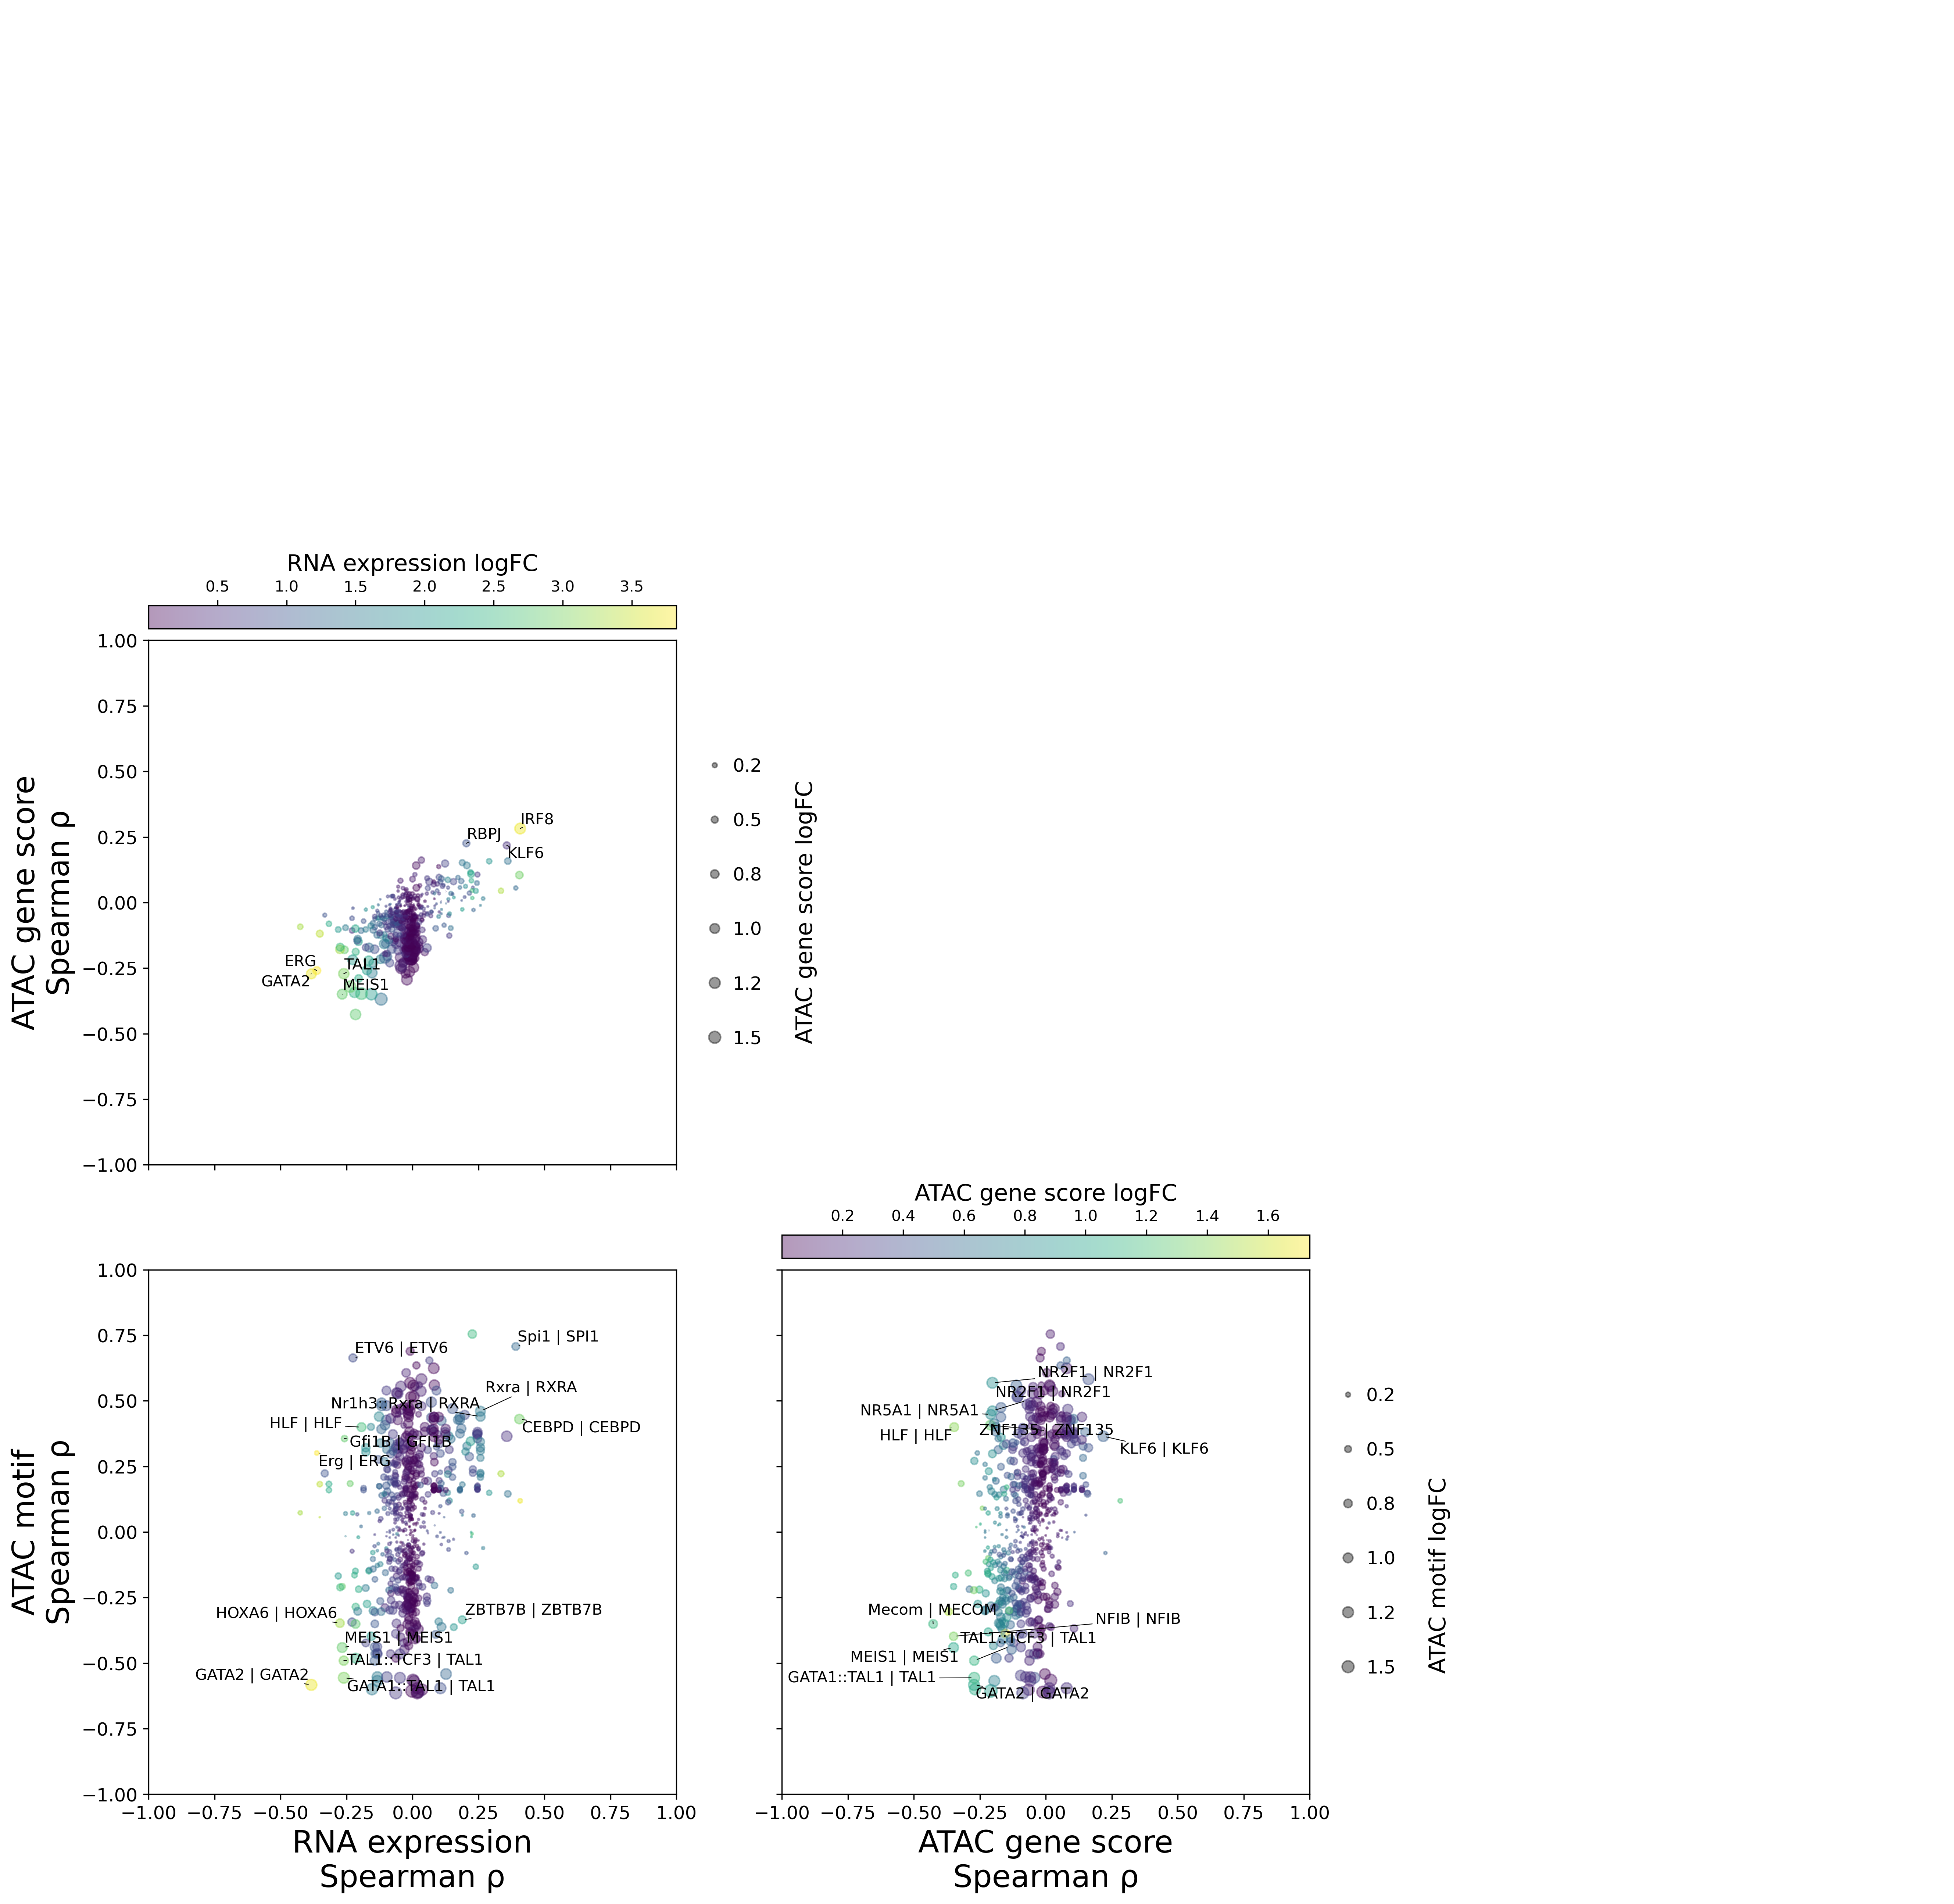 RNA expression logFC
0.5 1.0 1.5 2.0 2.5 3.0 3.5
1.00
0.75
0.50
0.25
0.00
−0.25
−0.50
−0.75
−1.00
ATAC gene score
Spearman ρ
IRF8
RBPJ
KLF6
ERG
TAL1
GATA2
MEIS1
0.2
0.5
0.8
1.0
1.2
1.5
ATAC gene score logFC
ATAC gene score logFC
0.2 0.4 0.6 0.8 1.0 1.2 1.4 1.6
1.00
0.75
0.50
0.25
0.00
−0.25
−0.50
−0.75
−1.00
ATAC motif
Spearman ρ
Spi1 | SPI1
ETV6 | ETV6
Rxra | RXRA
Nr1h3::Rxra | RXRA
HLF | HLF
CEBPD | CEBPD
Gfi1B | GFI1B
Erg | ERG
HOXA6 | HOXA6
ZBTB7B | ZBTB7B
MEIS1 | MEIS1
TAL1::TCF3 | TAL1
GATA2 | GATA2
GATA1::TAL1 | TAL1
−1.00 −0.75 −0.50 −0.25 0.00 0.25 0.50 0.75 1.00
RNA expression
Spearman ρ
NR2F1 | NR2F1
NR2F1 | NR2F1
NR5A1 | NR5A1
ZNF135 | ZNF135
HLF | HLF
KLF6 | KLF6
Mecom | MECOM
NFIB | NFIB
TAL1::TCF3 | TAL1
MEIS1 | MEIS1
GATA1::TAL1 | TAL1
GATA2 | GATA2
−1.00 −0.75 −0.50 −0.25 0.00 0.25 0.50 0.75 1.00
ATAC gene score
Spearman ρ
0.2
0.5
0.8
1.0
1.2
1.5
ATAC motif logFC